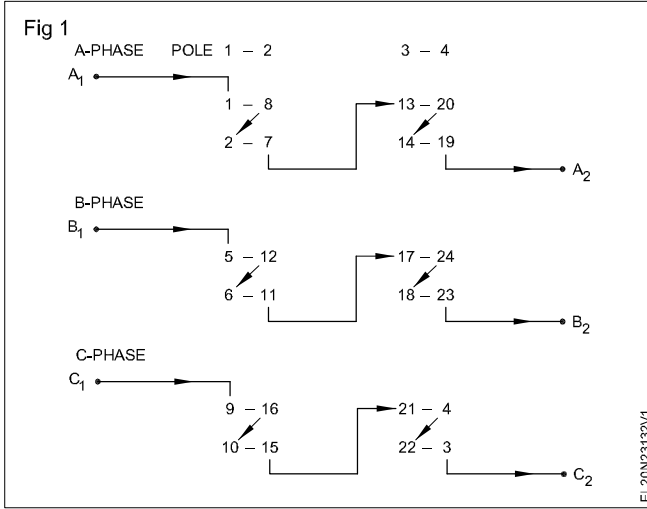 Fig 1
A-PHASE POLE 1 – 2 3 – 4
A1
1 – 8 13 – 20
2 – 7 14 – 19
A2
B-PHASE
B1
5 – 12 17 – 24
6 – 11 18 – 23
B2
C-PHASE
C1
9 – 16 21 – 4
10 – 15 22 – 3
C2
EL20N23132V1